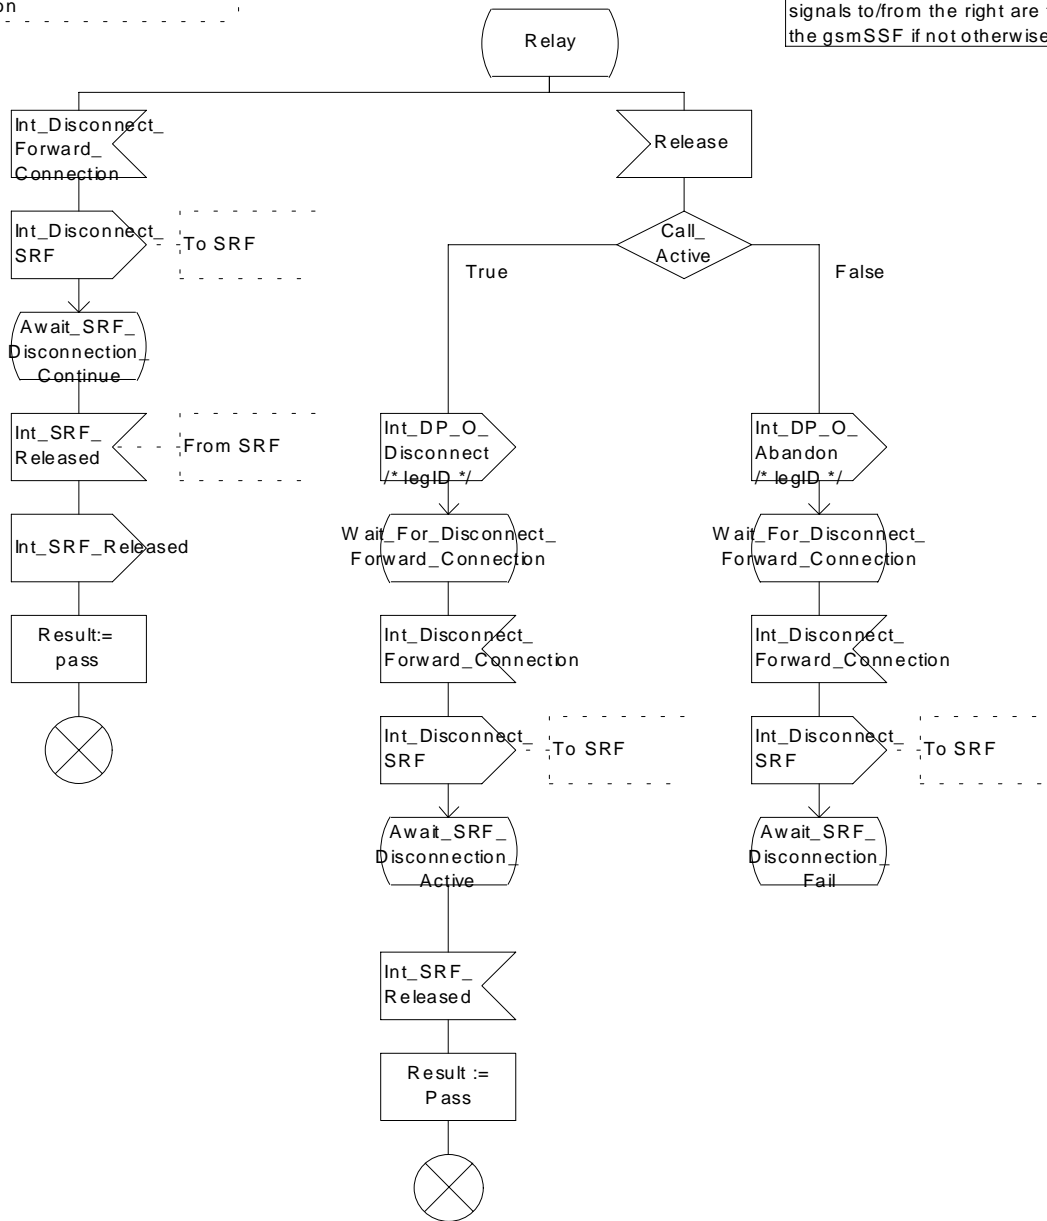 on
signals to/from the right are
the gsmSSF if not otherwise
Relay
Int_Disconnect_
Forward_
Connection
Release
Int_Disconnect_
SRF
To SRF
Call_
Active
True
False
Await_SRF_
Disconnection_
Continue
Int_SRF_
Released
From SRF
Int_DP_O_
Disconnect
/* legID */
Int_DP_O_
Abandon
/* legID */
Int_SRF_Released
Wait_For_Disconnect_
Forward_Connection
Wait_For_Disconnect_
Forward_Connection
Result:=
pass
Int_Disconnect_
Forward_Connection
Int_Disconnect_
Forward_Connection
Int_Disconnect_
SRF
To SRF
Int_Disconnect_
SRF
To SRF
Await_SRF_
Disconnection_
Active
Await_SRF_
Disconnection_
Fail
Int_SRF_
Released
Result :=
Pass